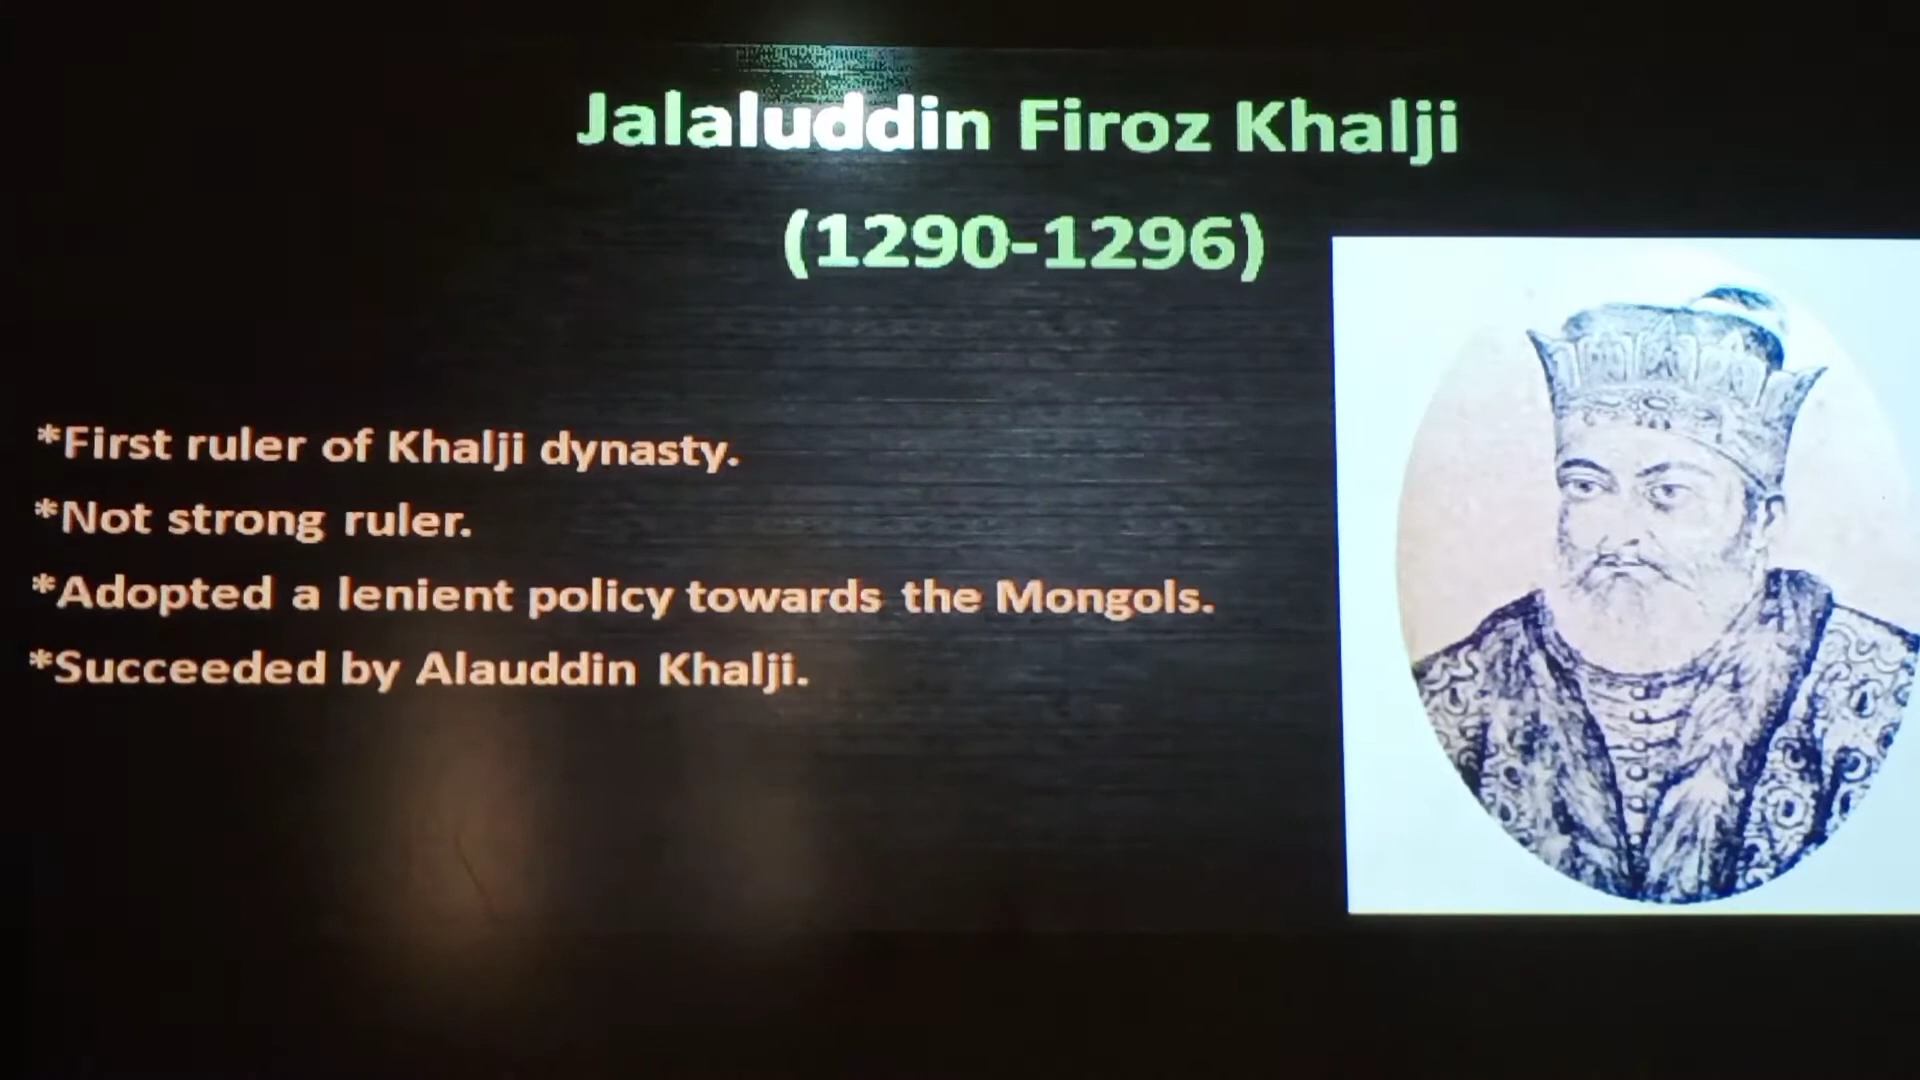 Jalaluddin Firoz Khalji
(1290-1296)
*First ruler of Khalji dynasty.
*Not strong ruler.
*Adopted a lenient policy towards the Mongols.
*Succeeded by Alauddin Khalji.